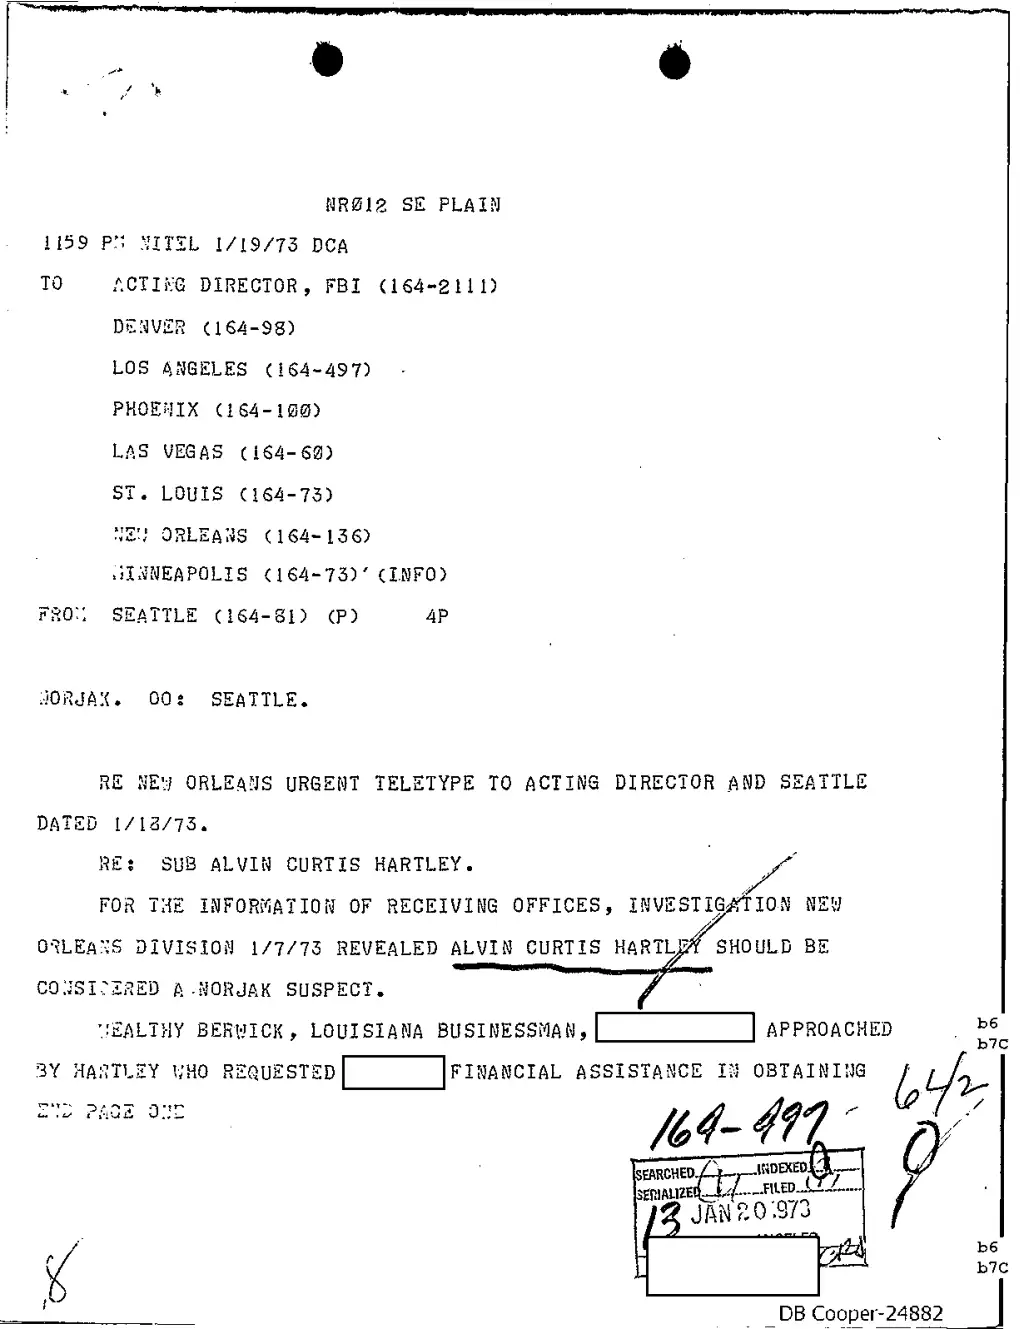 NRØ12 SE PLAIN
1159 PM NITEL 1/19/73 DCA
TO ACTING DIRECTOR, FBI (164-2111)
DENVER (164-98)
LOS ANGELES (164-497)
PHOENIX (164-1ØØ)
LAS VEGAS (164-6Ø)
ST. LOUIS (164-73)
NEW ORLEANS (164-136)
MINNEAPOLIS (164-73) (INFO)
FROM SEATTLE (164-81) (P) 4P
NORJAK. OO: SEATTLE.
RE NEW ORLEANS URGENT TELETYPE TO ACTING DIRECTOR AND SEATTLE
DATED 1/18/73.
RE: SUB ALVIN CURTIS HARTLEY.
FOR THE INFORMATION OF RECEIVING OFFICES, INVESTIGATION NEW
ORLEANS DIVISION 1/7/73 REVEALED ALVIN CURTIS HARTLEY SHOULD BE
CONSIDERED A NORJAK SUSPECT.
WEALTHY BERWICK, LOUISIANA BUSINESSMAN, APPROACHED
b6
b7C
BY HARTLEY WHO REQUESTED FINANCIAL ASSISTANCE IN OBTAINING
END PAGE ONE
642
164-497
SEARCHED INDEXED
SERIALIZED FILED
13 JAN 20 1973
b6
b7C
8
DB Cooper-24882